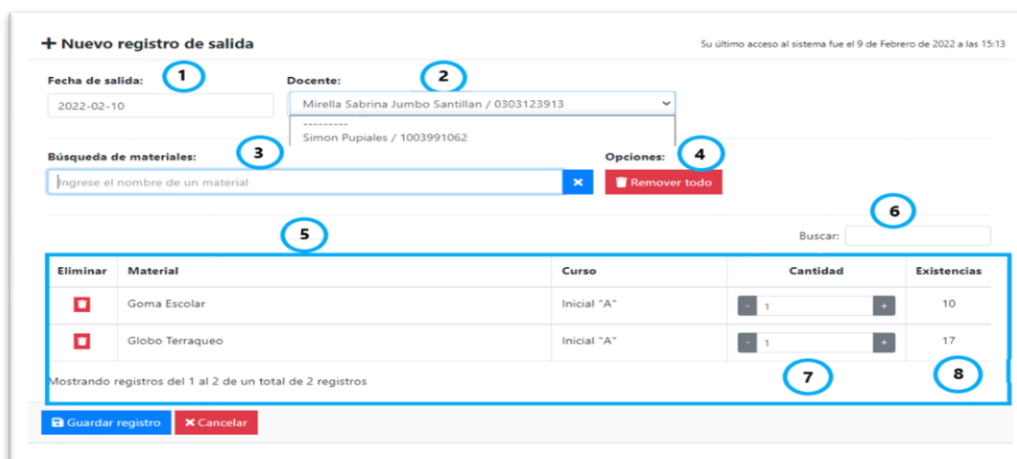 Nuevo registro de salida
Su último acceso al sistema fue el 9 de Febrero de 2022 a las 15:13
Fecha de salida: 1 Docente: 2
2022-02-10 Mirella Sabrina Jumbo Santillan / 0303123913
---------
Simon Pupiales / 1003991062
Búsqueda de materiales: 3 Opciones: 4
Ingrese el nombre de un material Remover todo
5 6
Buscar:
Eliminar Material Curso Cantidad Existencias
Goma Escolar Inicial "A" - 1 + 10
Globo Terraqueo Inicial "A" - 1 + 17
Mostrando registros del 1 al 2 de un total de 2 registros 7 8
Guardar registro Cancelar